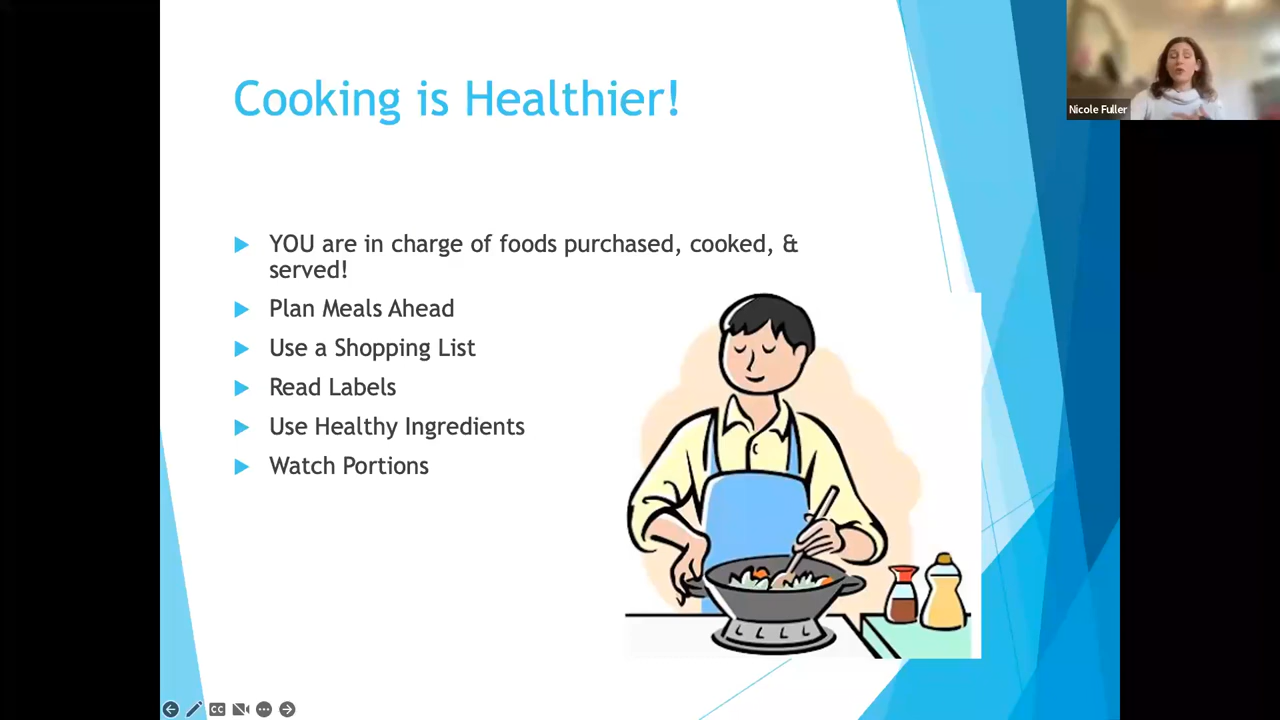 Cooking is Healthier!
YOU are in charge of foods purchased, cooked, &
served!
Plan Meals Ahead
Use a Shopping List
Read Labels
Use Healthy Ingredients
Watch Portions
Nicole Fuller
CC